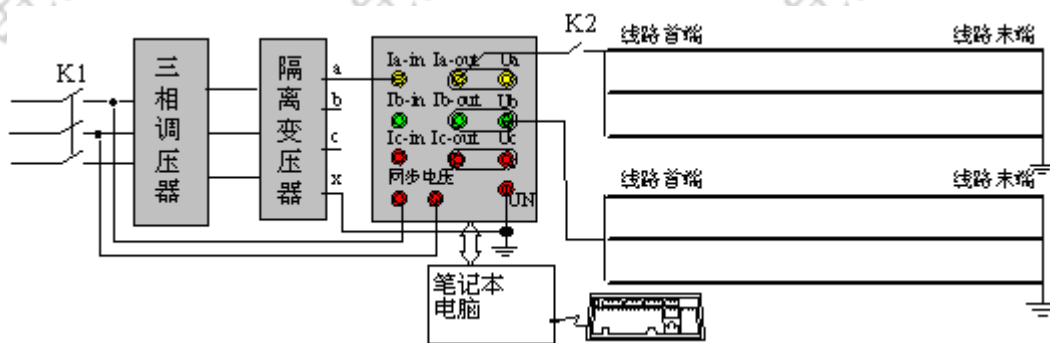 K1
三相调压器
隔离变压器
a
b
c
x
Ia-in Ia-out Ua
Ib-in Ib-out Ub
Ic-in Ic-out Uc
同步电压
UN
K2
线路首端
线路末端
线路首端
线路末端
笔记本
电脑